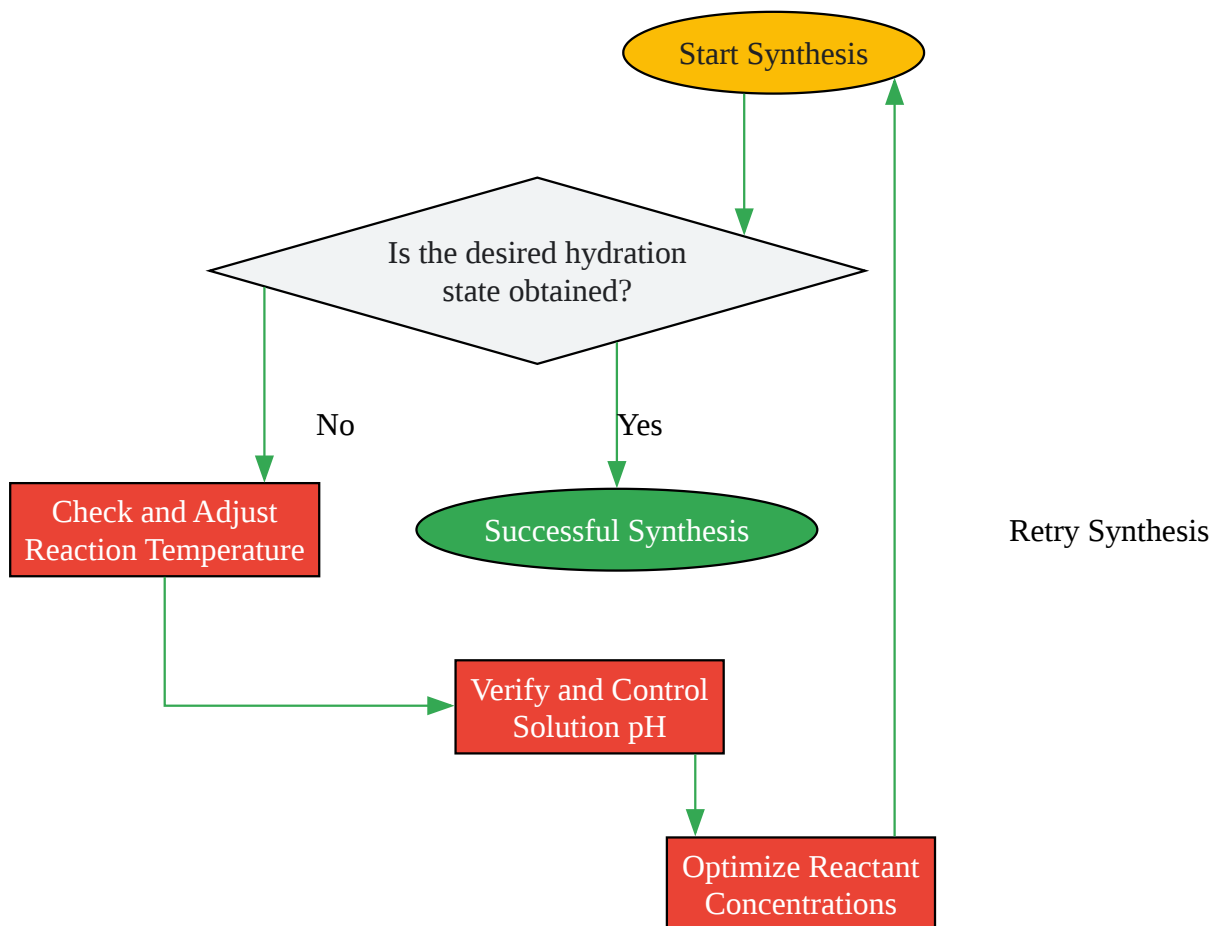 Start Synthesis
Is the desired hydration
state obtained?
No
Yes
Check and Adjust
Reaction Temperature
Successful Synthesis
Retry Synthesis
Verify and Control
Solution pH
Optimize Reactant
Concentrations